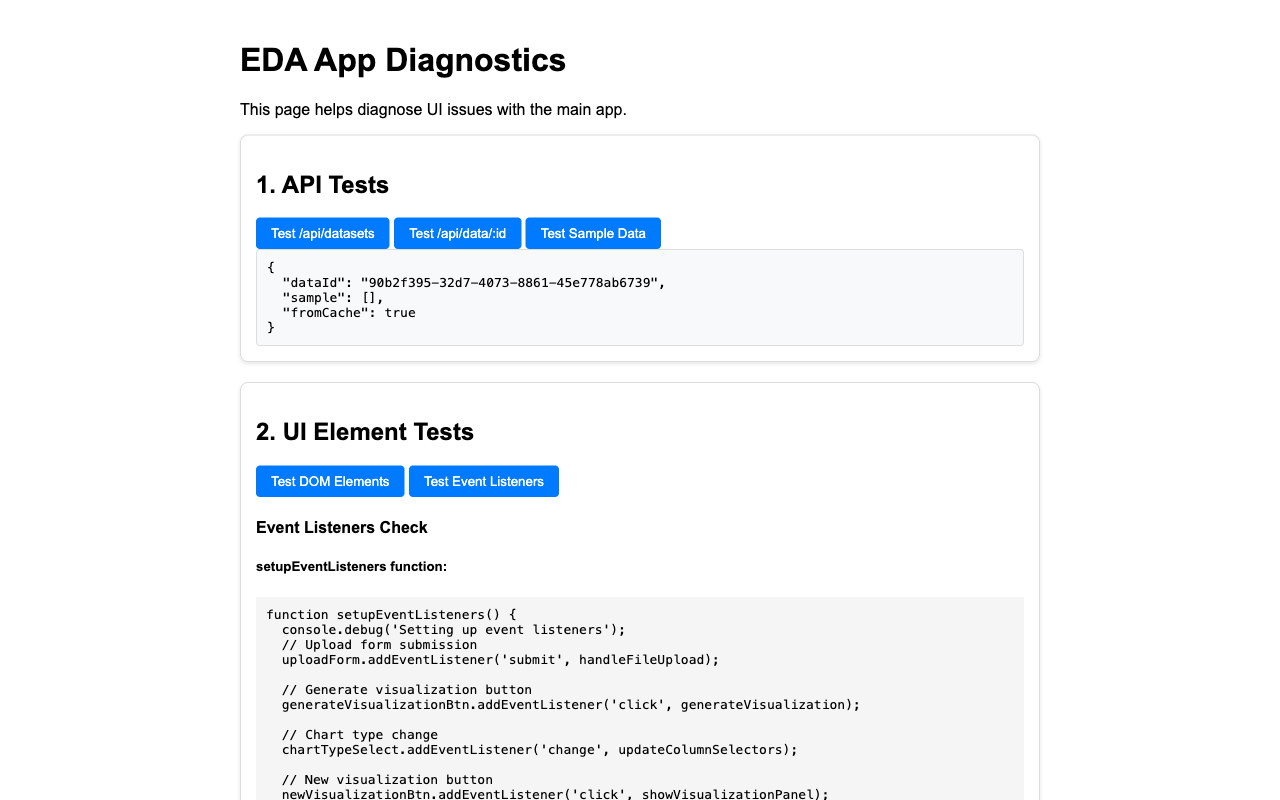 EDA App Diagnostics
This page helps diagnose UI issues with the main app.
1. API Tests
Test /api/datasets Test /api/data/:id Test Sample Data
{
  "dataId": "90b2f395-32d7-4073-8861-45e778ab6739",
  "sample": [],
  "fromCache": true
}
2. UI Element Tests
Test DOM Elements Test Event Listeners
Event Listeners Check
setupEventListeners function:
function setupEventListeners() {
  console.debug('Setting up event listeners');
  // Upload form submission
  uploadForm.addEventListener('submit', handleFileUpload);
  // Generate visualization button
  generateVisualizationBtn.addEventListener('click', generateVisualization);
  // Chart type change
  chartTypeSelect.addEventListener('change', updateColumnSelectors);
  // New visualization button
  newVisualizationBtn.addEventListener('click', showVisualizationPanel);